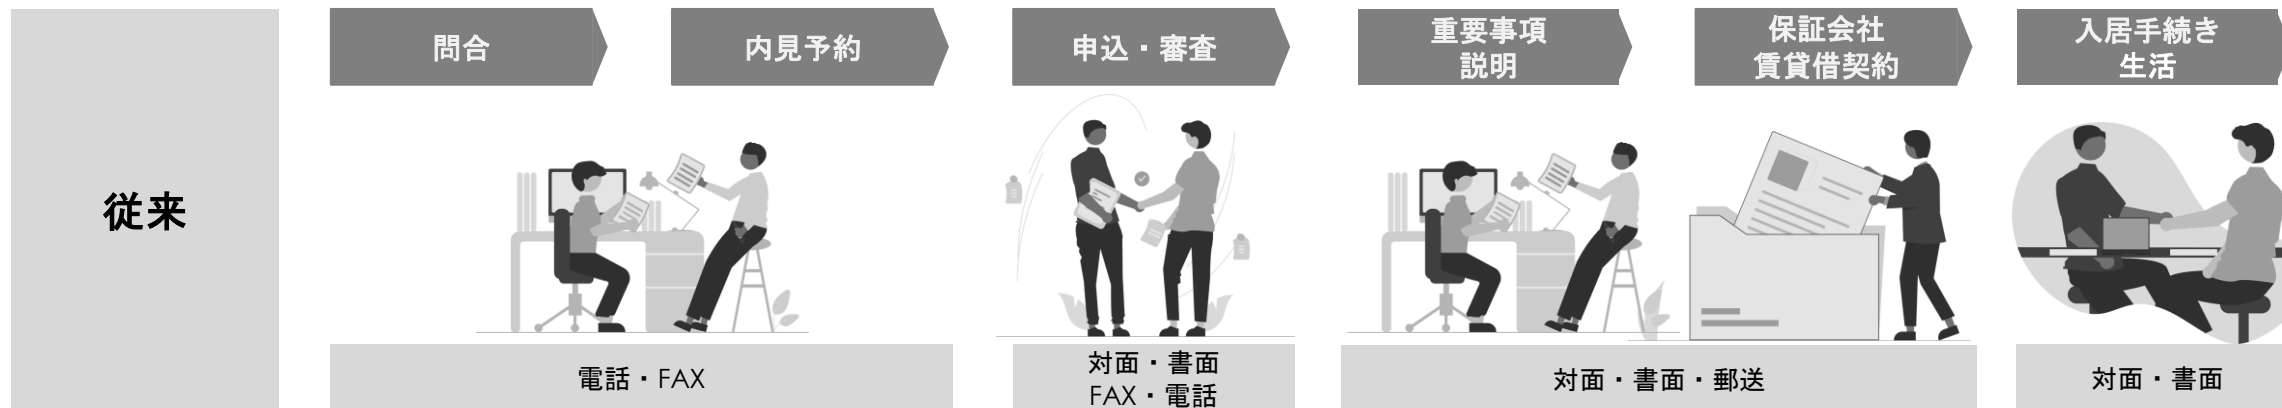 従来
問合
内見予約
申込・審査
重要事項
説明
保証会社
賃貸借契約
入居手続き
生活
電話・FAX
対面・書面
FAX・電話
対面・書面・郵送
対面・書面